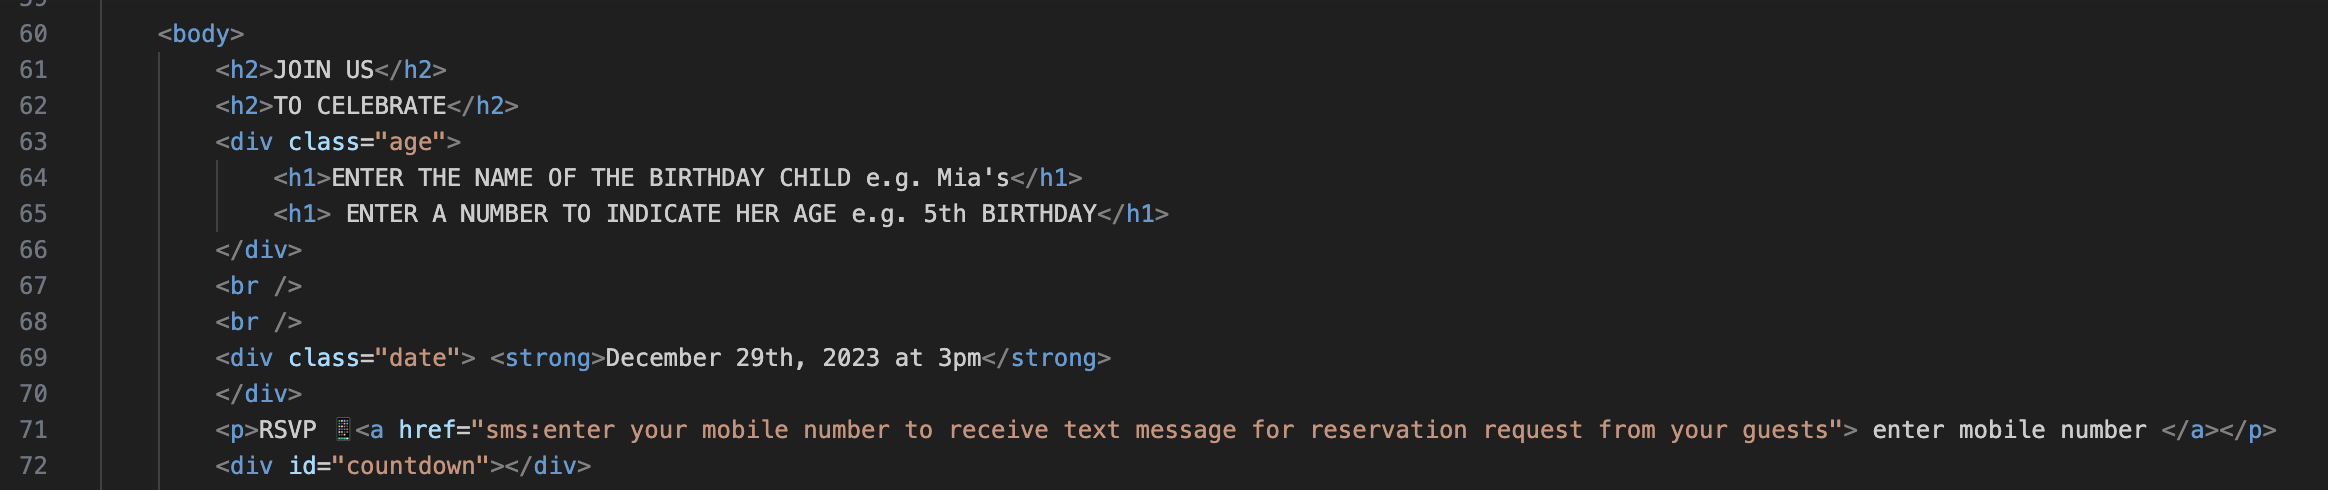 59
60 <body>
61 <h2>JOIN US</h2>
62 <h2>TO CELEBRATE</h2>
63 <div class="age">
64 <h1>ENTER THE NAME OF THE BIRTHDAY CHILD e.g. Mia's</h1>
65 <h1> ENTER A NUMBER TO INDICATE HER AGE e.g. 5th BIRTHDAY</h1>
66 </div>
67 <br />
68 <br />
69 <div class="date"> <strong>December 29th, 2023 at 3pm</strong>
70 </div>
71 <p>RSVP 📱<a href="sms:enter your mobile number to receive text message for reservation request from your guests"> enter mobile number </a></p>
72 <div id="countdown"></div>